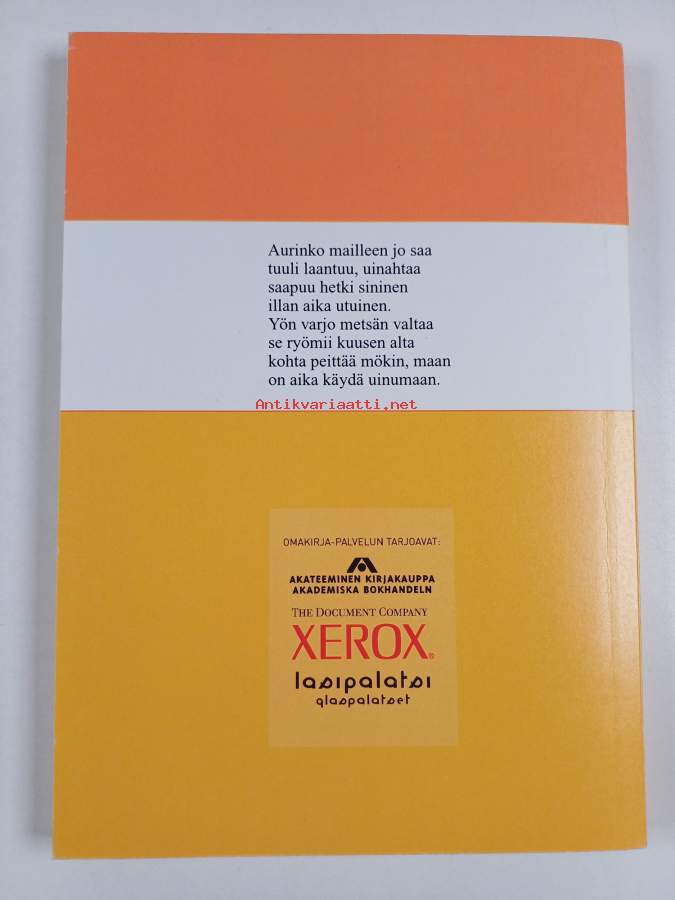 Aurinko mailleen jo saa
tuuli laantuu, uinahtaa
saapuu hetki sininen
illan aika utuinen.
Yön varjo metsän valtaa
se ryömii kuusen alta
kohta peittää mökin, maan
on aika käydä uinumaan.
Antikvariaatti.net
OMAKIRJA-PALVELUN TARJOAVAT:
AKATEEMINEN KIRJAKAUPPA
AKADEMISKA BOKHANDELN
THE DOCUMENT COMPANY
XEROX®
lasipalatsi
glaspalatset